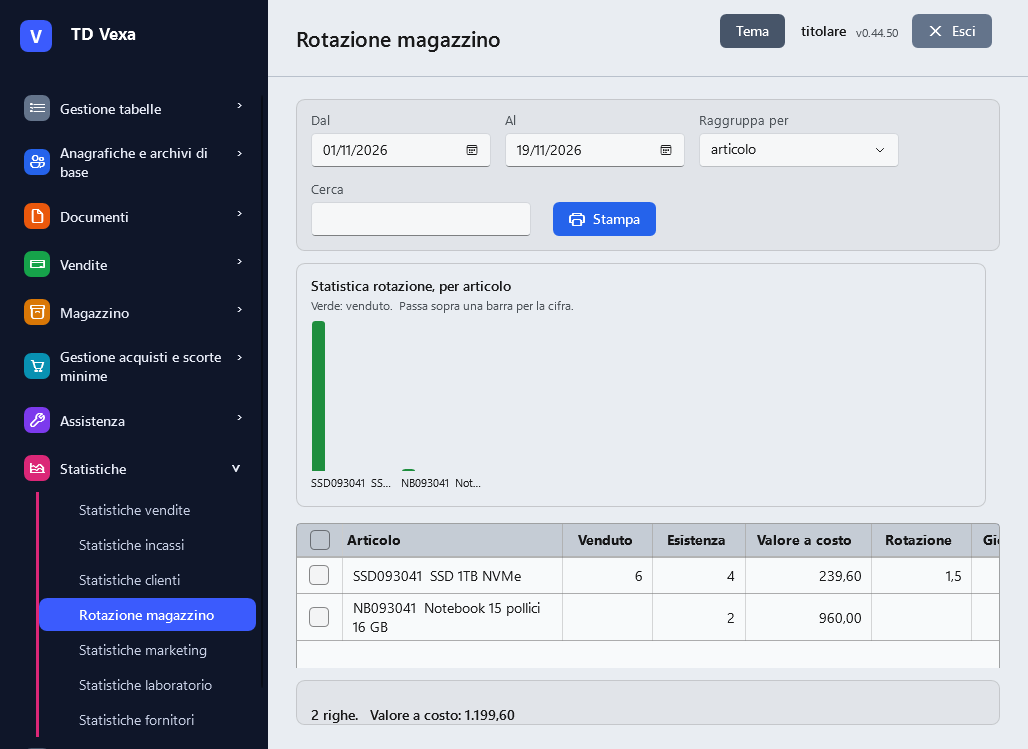 V TD Vexa
Gestione tabelle
Anagrafiche e archivi di
base
Documenti
Vendite
Magazzino
Gestione acquisti e scorte
minime
Assistenza
Statistiche
Statistiche vendite
Statistiche incassi
Statistiche clienti
Rotazione magazzino
Statistiche marketing
Statistiche laboratorio
Statistiche fornitori
Rotazione magazzino
Tema titolare v0.44.50 Esci
Dal Al Raggruppa per
01/11/2026 19/11/2026 articolo
Cerca
Stampa
Statistica rotazione, per articolo
Verde: venduto. Passa sopra una barra per la cifra.
SSD093041 SS... NB093041 Not...
Articolo Venduto Esistenza Valore a costo Rotazione
SSD093041 SSD 1TB NVMe 6 4 239,60 1,5
NB093041 Notebook 15 pollici
16 GB 2 960,00
2 righe. Valore a costo: 1.199,60